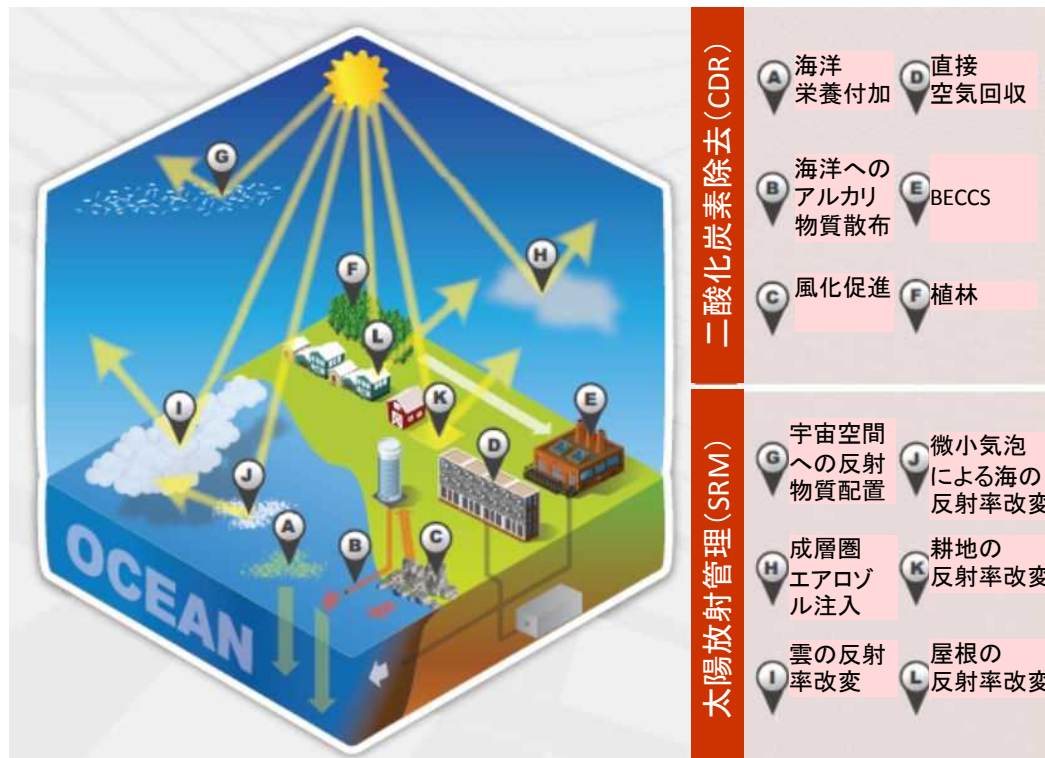 G
H
F
L
I
K
E
D
J
A
B
C
OCEAN
二酸化炭素除去(CDR)
A
海洋
栄養付加
D
直接
空気回収
B
海洋への
アルカリ
物質散布
E
BECCS
C
風化促進
F
植林
太陽放射管理(SRM)
G
宇宙空間
への反射
物質配置
J
微小気泡
による海の
反射率改変
H
成層圏
エアロゾ
ル注入
K
耕地の
反射率改変
I
雲の反射
率改変
L
屋根の
反射率改変